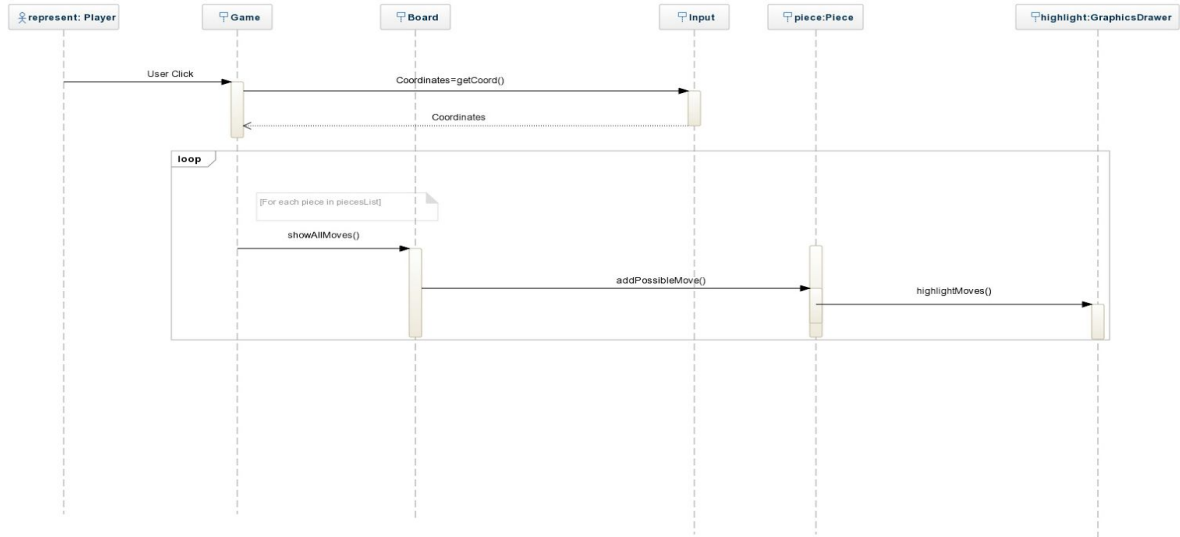 represent: Player
Game
Board
Input
piece:Piece
highlight:GraphicsDrawer
User Click
Coordinates=getCoord()
Coordinates
loop
[For each piece in piecesList]
showAllMoves()
addPossibleMove()
highlightMoves()